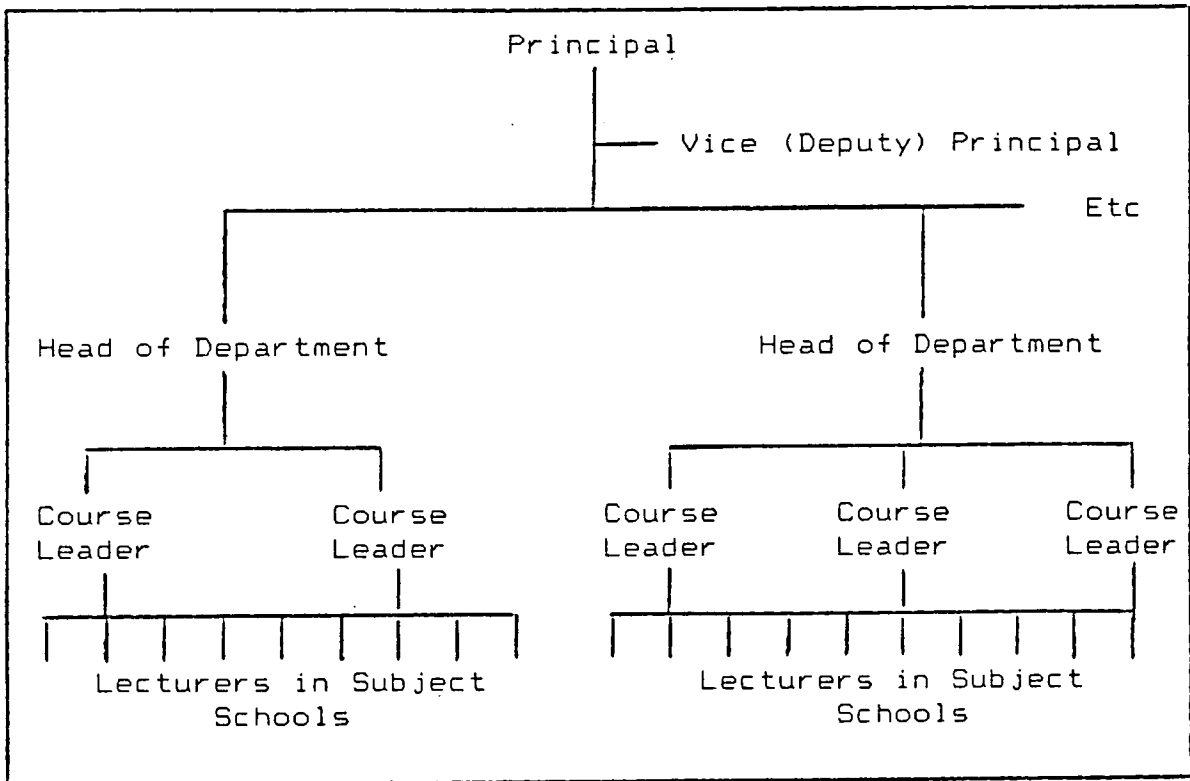 Principal
Vice (Deputy) Principal
Etc
Head of Department
Head of Department
Course
Leader
Course
Leader
Course
Leader
Course
Leader
Course
Leader
Lecturers in Subject
Schools
Lecturers in Subject
Schools